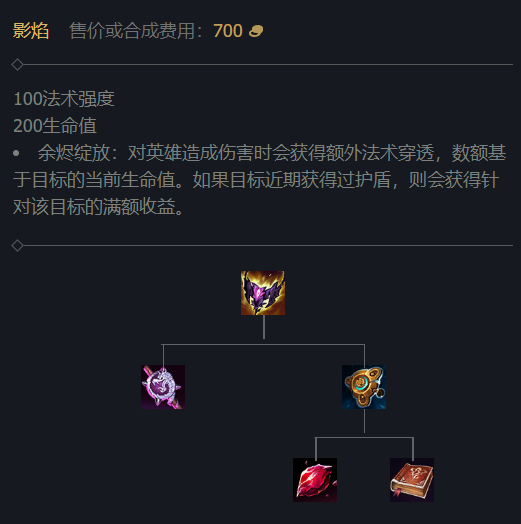 影焰 售价或合成费用：700
100法术强度
200生命值
• 余烬绽放：对英雄造成伤害时会获得额外法术穿透，数额基
于目标的当前生命值。如果目标近期获得过护盾，则会获得针
对该目标的满额收益。